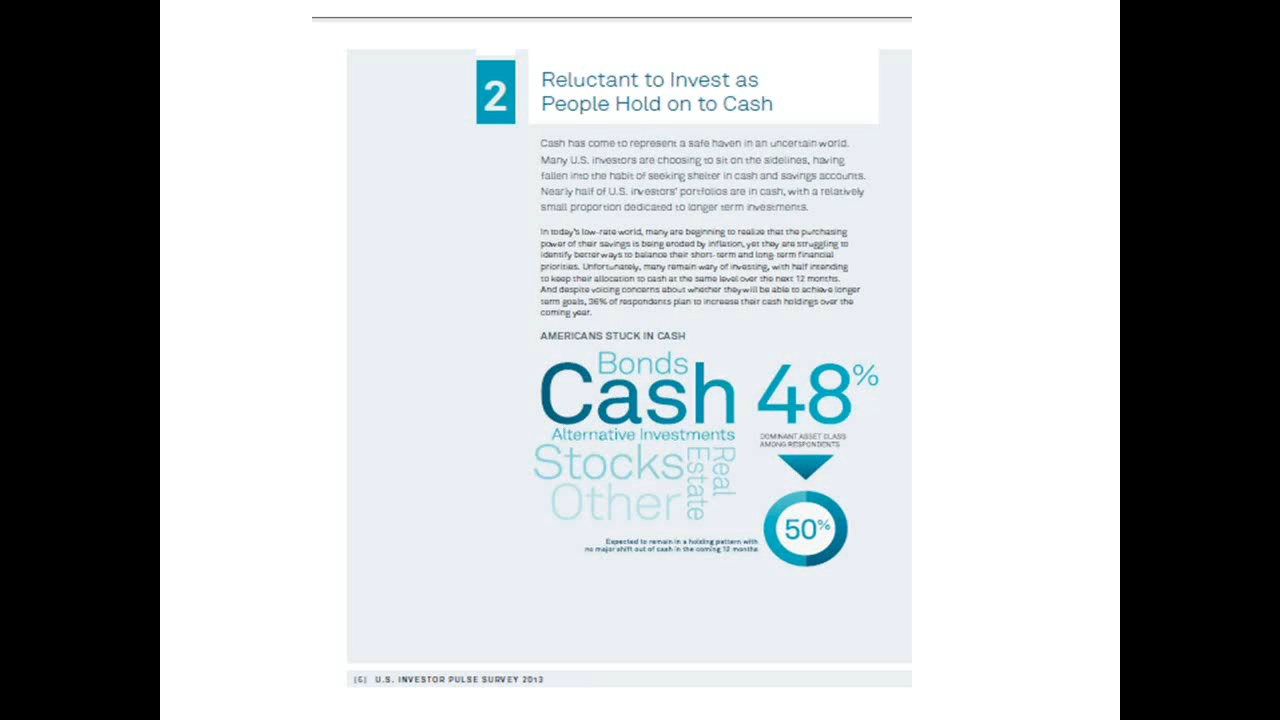 2
Reluctant to Invest as
People Hold on to Cash
Cash has come to represent a safe haven in an uncertain world.
Many U.S. investors are choosing to sit on the sidelines, having
fallen into the habit of seeking shelter in cash and savings accounts.
Nearly half of U.S. investors' portfolios are in cash, with a relatively
small proportion dedicated to longer term investments.
In today's low-rate world, many are beginning to realize that the purchasing
power of their savings is being eroded by inflation, yet they are struggling to
identify better ways to balance their short-term and long-term financial
priorities. Unfortunately, many remain wary of investing, with half intending
to keep their allocation to cash at the same level over the next 12 months.
And despite voicing concerns about whether they will be able to achieve longer
term goals, 36% of respondents plan to increase their cash holdings over the
coming year.
AMERICANS STUCK IN CASH
Bonds
Cash
Alternative Investments
Stocks
Real
Estate
Other
48%
DOMINANT ASSET CLASS
AMONG RESPONDENTS
50%
Expected to remain in a holding pattern with
no major shift out of cash in the coming 12 months
(6) U.S. INVESTOR PULSE SURVEY 2013